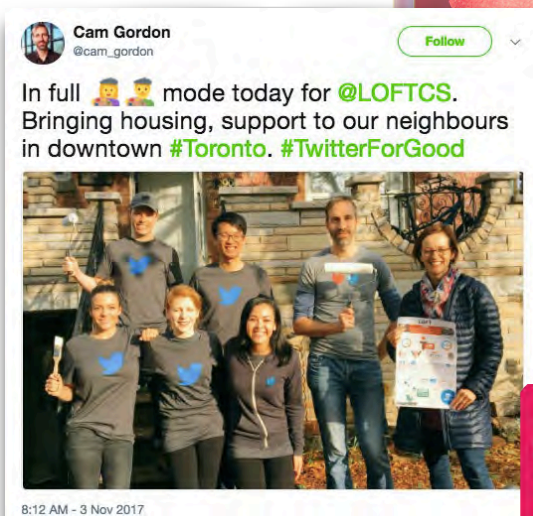 Cam Gordon
@cam_gordon
Follow
In full 👩‍🎨 👨‍🎨 mode today for @LOFTCS.
Bringing housing, support to our neighbours
in downtown #Toronto. #TwitterForGood
LOFT
8:12 AM - 3 Nov 2017